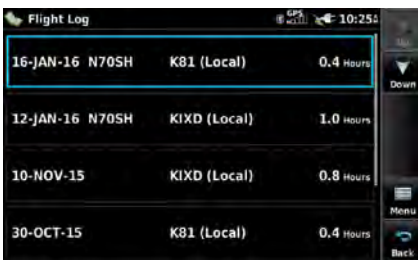 Flight Log
GPS
10:25
Up
16-JAN-16 N70SH K81 (Local) 0.4 Hours
Down
12-JAN-16 N70SH KIXD (Local) 1.0 Hours
10-NOV-15 KIXD (Local) 0.8 Hours
Menu
30-OCT-15 K81 (Local) 0.4 Hours
Back